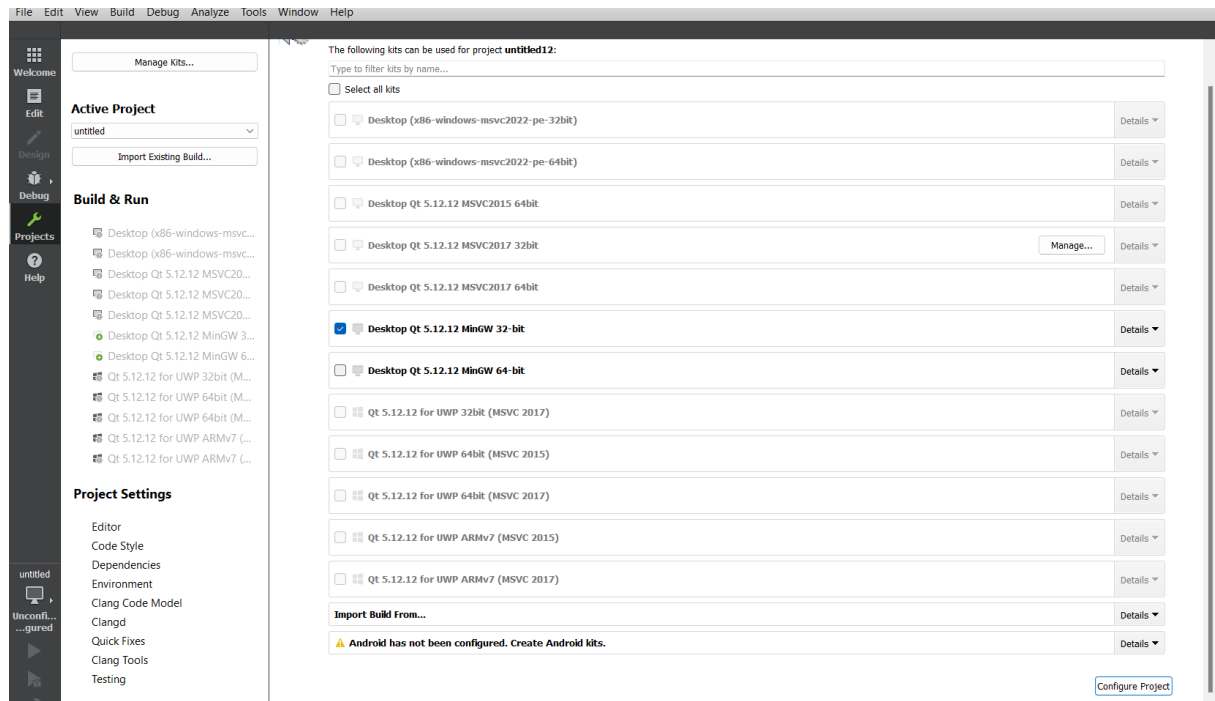 File Edit View Build Debug Analyze Tools Window Help
Welcome
Edit
Design
Debug
Projects
Help
untitled
Unconfi...
...gured
Manage Kits...
Active Project
untitled
Import Existing Build...
Build & Run
Desktop (x86-windows-msvc...
Desktop (x86-windows-msvc...
Desktop Qt 5.12.12 MSVC20...
Desktop Qt 5.12.12 MSVC20...
Desktop Qt 5.12.12 MSVC20...
Desktop Qt 5.12.12 MinGW 3...
Desktop Qt 5.12.12 MinGW 6...
Qt 5.12.12 for UWP 32bit (M...
Qt 5.12.12 for UWP 64bit (M...
Qt 5.12.12 for UWP 64bit (M...
Qt 5.12.12 for UWP ARMv7 (...
Qt 5.12.12 for UWP ARMv7 (...
Project Settings
Editor
Code Style
Dependencies
Environment
Clang Code Model
Clangd
Quick Fixes
Clang Tools
Testing
The following kits can be used for project untitled12:
Type to filter kits by name...
Select all kits
Desktop (x86-windows-msvc2022-pe-32bit) Details
Desktop (x86-windows-msvc2022-pe-64bit) Details
Desktop Qt 5.12.12 MSVC2015 64bit Details
Desktop Qt 5.12.12 MSVC2017 32bit Manage... Details
Desktop Qt 5.12.12 MSVC2017 64bit Details
Desktop Qt 5.12.12 MinGW 32-bit Details
Desktop Qt 5.12.12 MinGW 64-bit Details
Qt 5.12.12 for UWP 32bit (MSVC 2017) Details
Qt 5.12.12 for UWP 64bit (MSVC 2015) Details
Qt 5.12.12 for UWP 64bit (MSVC 2017) Details
Qt 5.12.12 for UWP ARMv7 (MSVC 2015) Details
Qt 5.12.12 for UWP ARMv7 (MSVC 2017) Details
Import Build From... Details
Android has not been configured. Create Android kits. Details
Configure Project